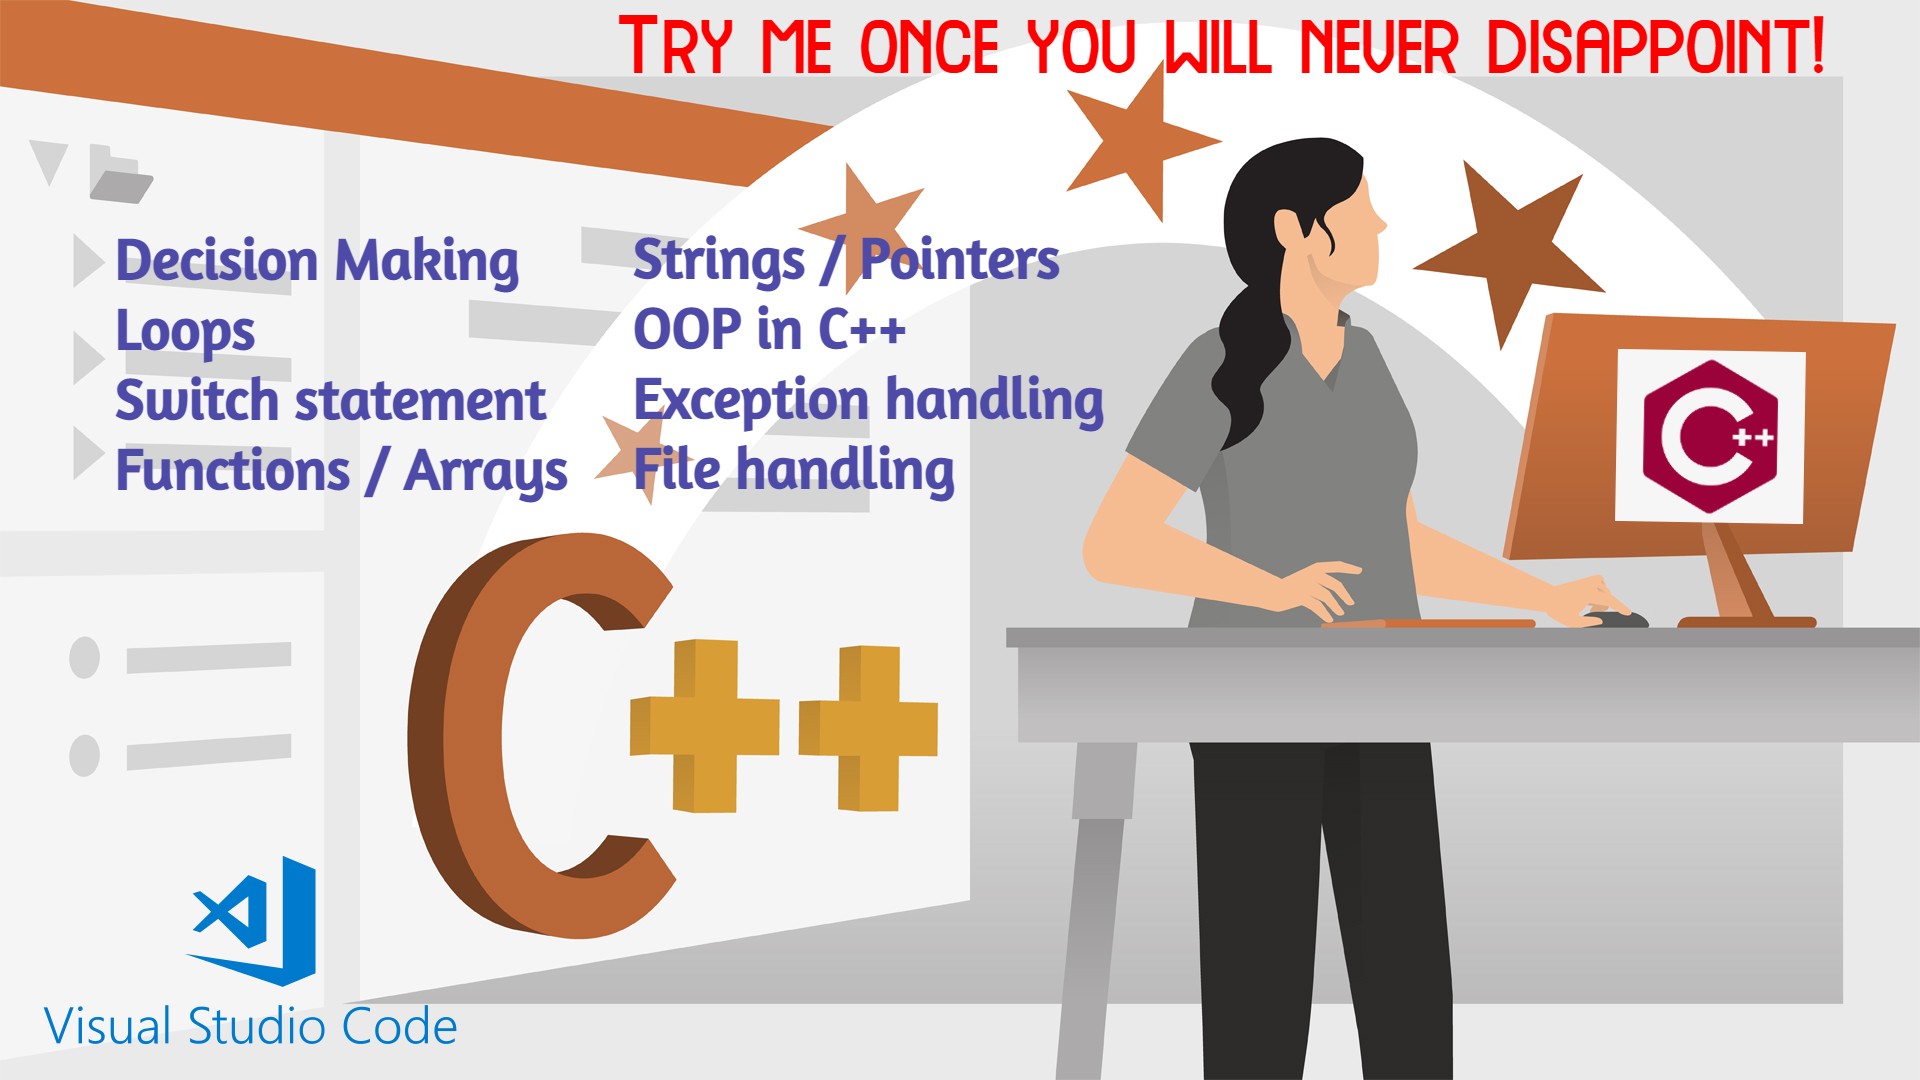 TRY ME ONCE YOU WILL NEVER DISAPPOINT!
Decision Making
Loops
Switch statement
Functions / Arrays
Strings / Pointers
OOP in C++
Exception handling
File handling
C++
C++
Visual Studio Code